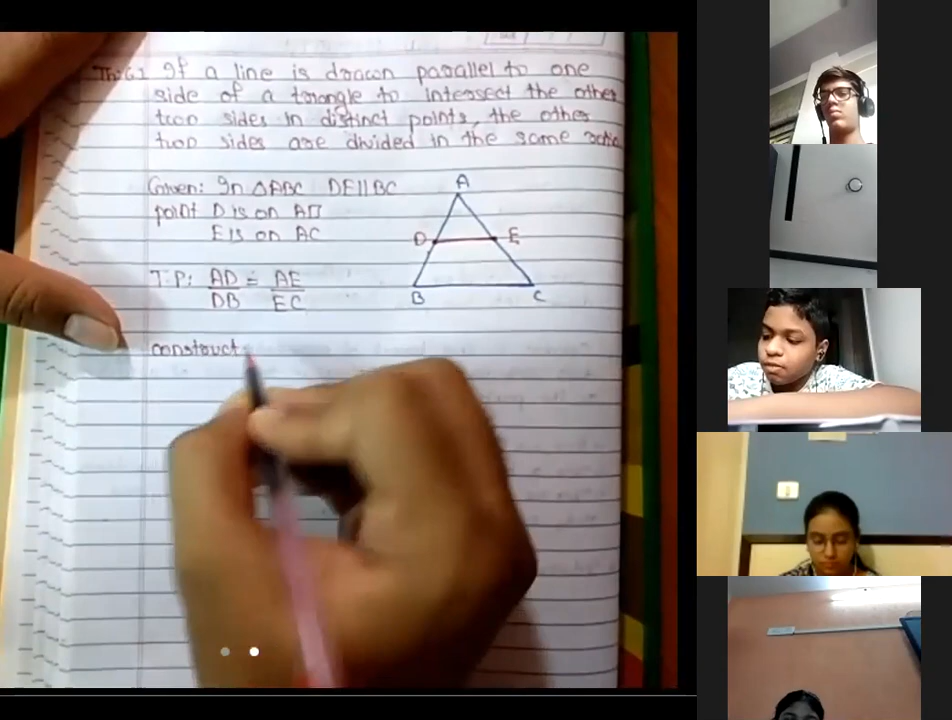 Th:6.1 If a line is drawn parallel to one
side of a triangle to intersect the other
two sides in distinct points, the other
two sides are divided in the same ratio
Given: In △ABC DE||BC
point D is on AB
E is on AC
T.P: AD/DB = AE/EC
construct
A
D E
B C